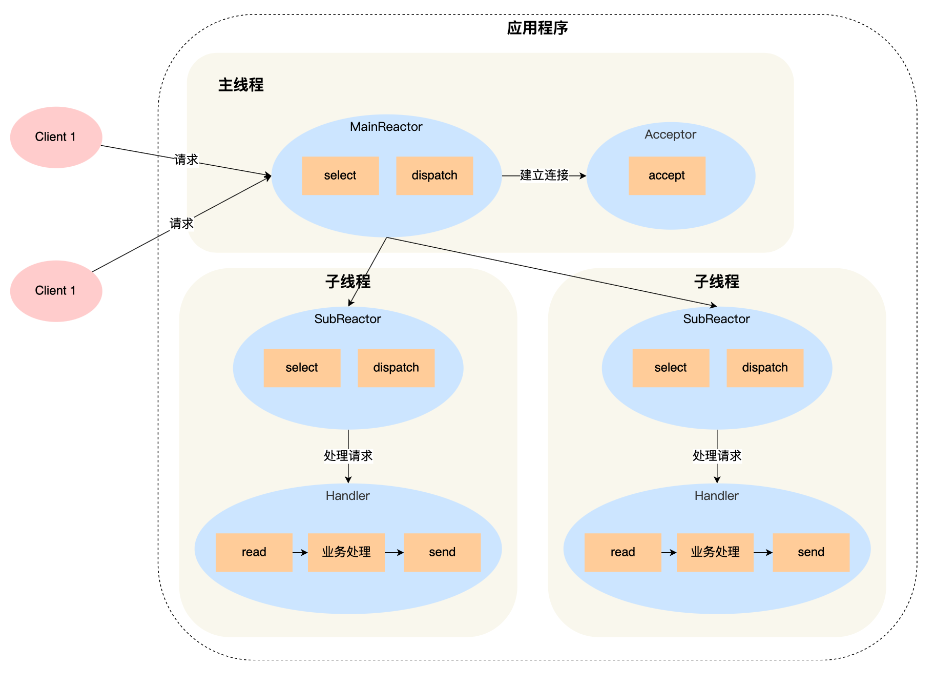 应用程序
主线程
MainReactor
Acceptor
Client 1
请求
select
dispatch
建立连接
accept
请求
Client 1
子线程
子线程
SubReactor
SubReactor
select
dispatch
select
dispatch
处理请求
处理请求
Handler
Handler
read
业务处理
send
read
业务处理
send